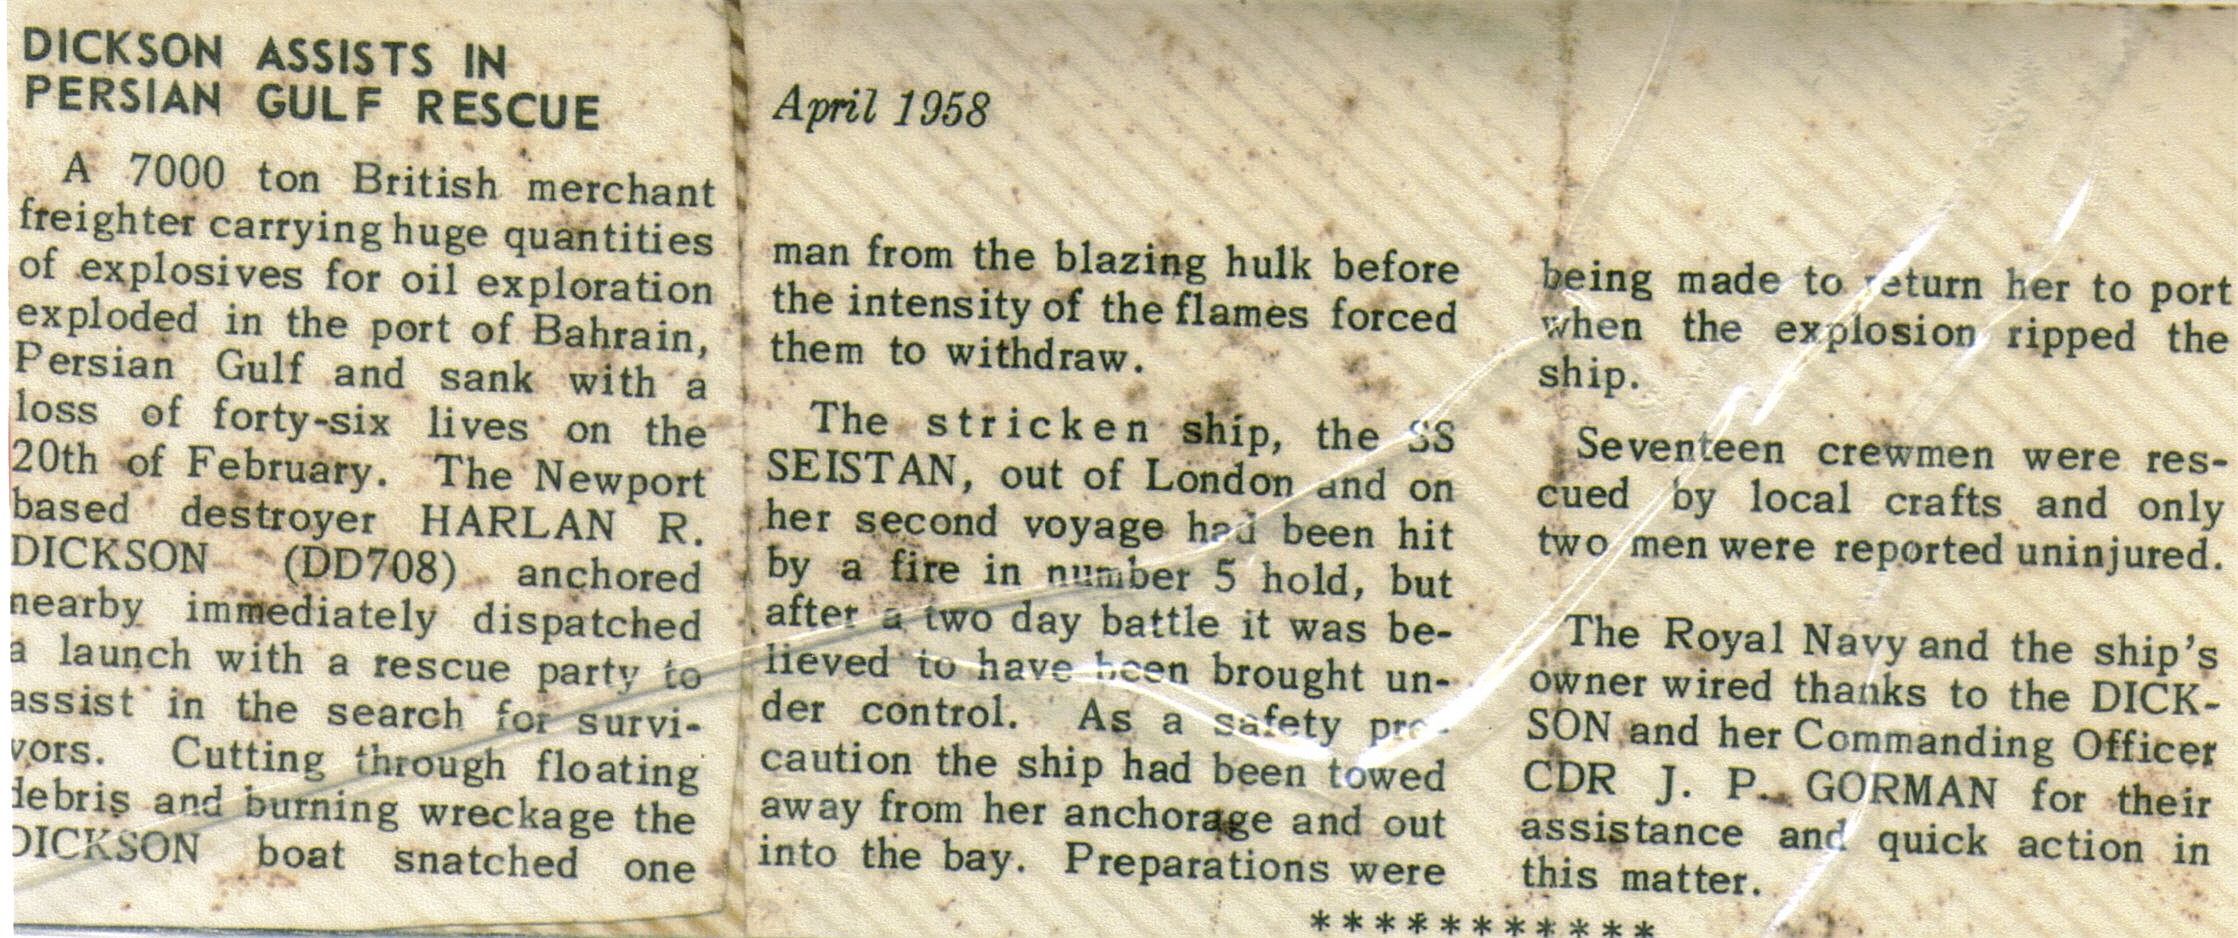 DICKSON ASSISTS IN
PERSIAN GULF RESCUE
A 7000 ton British merchant
freighter carrying huge quantities
of explosives for oil exploration
exploded in the port of Bahrain,
Persian Gulf and sank with a
loss of forty-six lives on the
20th of February. The Newport
based destroyer HARLAN R.
DICKSON (DD708) anchored
nearby immediately dispatched
a launch with a rescue party to
assist in the search for survi-
vors. Cutting through floating
debris and burning wreckage the
DICKSON boat snatched one
April 1958
man from the blazing hulk before
the intensity of the flames forced
them to withdraw.
The stricken ship, the SS
SEISTAN, out of London and on
her second voyage had been hit
by a fire in number 5 hold, but
after a two day battle it was be-
lieved to have been brought un-
der control. As a safety pre-
caution the ship had been towed
away from her anchorage and out
into the bay. Preparations were
being made to return her to port
when the explosion ripped the
ship.
Seventeen crewmen were res-
cued by local crafts and only
two men were reported uninjured.
The Royal Navy and the ship's
owner wired thanks to the DICK-
SON and her Commanding Officer
CDR J. P. GORMAN for their
assistance and quick action in
this matter.
* * * * * * * * * * *